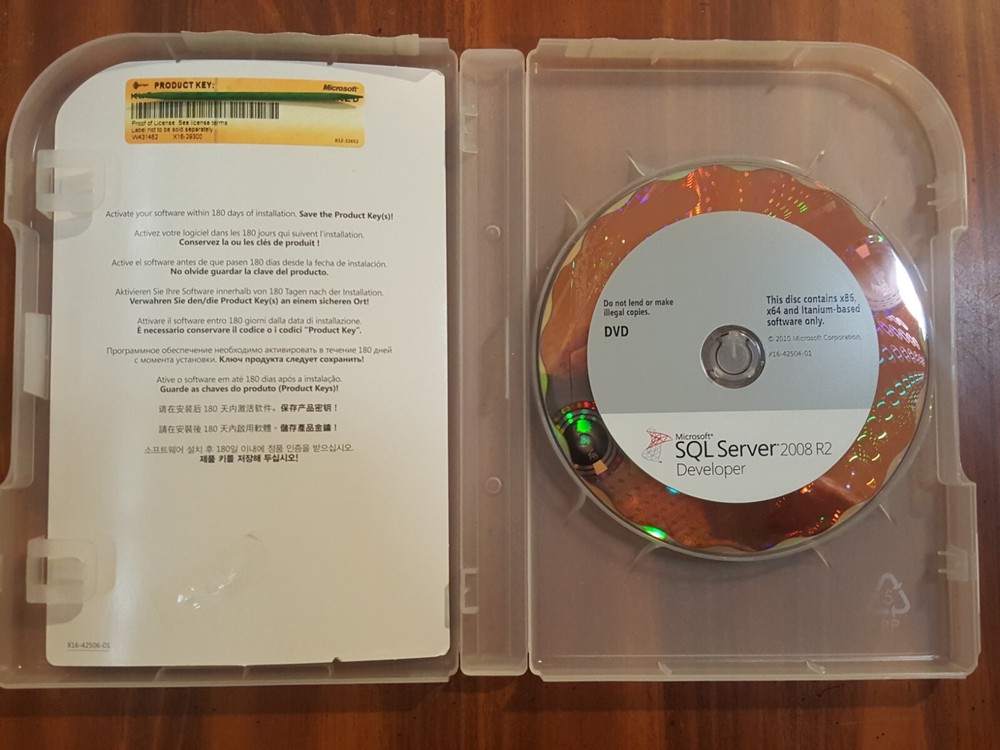 PRODUCT KEY:
Microsoft
Proof of License. See license terms
Label not to be sold separately
X16-39300
Activate your software within 180 days of installation. Save the Product Key(s)!
Activez votre logiciel dans les 180 jours qui suivent l'installation.
Conservez la ou les clés de produit !
Active el software antes de que pasen 180 días desde la fecha de instalación.
No olvide guardar la clave del producto.
Aktivieren Sie Ihre Software innerhalb von 180 Tagen nach der Installation.
Verwahren Sie den/die Product Key(s) an einem sicheren Ort!
Attivare il software entro 180 giorni dalla data di installazione.
È necessario conservare il codice o i codici "Product Key".
Программное обеспечение необходимо активировать в течение 180 дней
с момента установки. Ключ продукта следует сохранить!
Ative o software em até 180 dias após a instalação.
Guarde as chaves do produto (Product Keys)!
请在安装后 180 天内激活软件。保存产品密钥！
請在安裝後 180 天內啟用軟體。儲存產品金鑰！
소프트웨어 설치 후 180일 이내에 정품 인증을 받으십시오.
제품 키를 저장해 두십시오!
X16-42506-01
Do not lend or make
illegal copies.
DVD
This disc contains x86,
x64 and Itanium-based
software only.
© 2010 Microsoft Corporation.
X16-42504-01
Microsoft®
SQL Server™ 2008 R2
Developer
5
PP